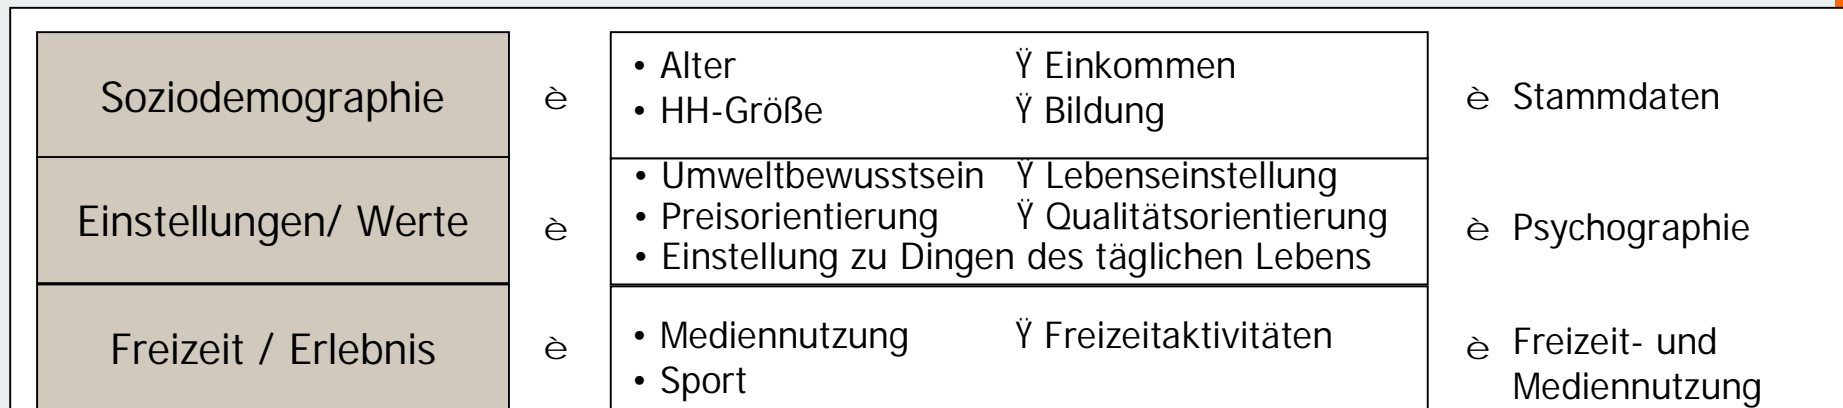 Soziodemographie è • Alter Ÿ Einkommen è Stammdaten
• HH-Größe Ÿ Bildung
Einstellungen/ Werte è • Umweltbewusstsein Ÿ Lebenseinstellung è Psychographie
• Preisorientierung Ÿ Qualitätsorientierung
• Einstellung zu Dingen des täglichen Lebens
Freizeit / Erlebnis è • Mediennutzung Ÿ Freizeitaktivitäten è Freizeit- und
• Sport Mediennutzung